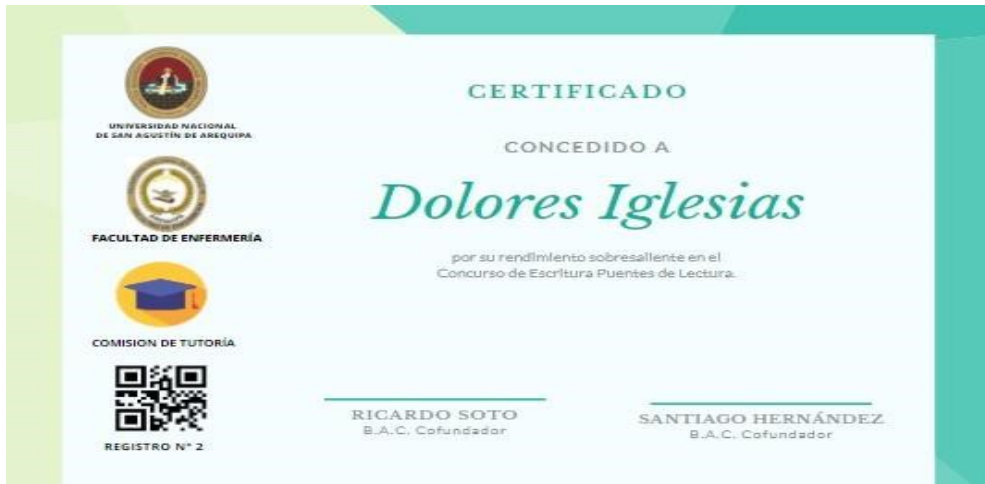 UNIVERSIDAD NACIONAL
DE SAN AGUSTÍN DE AREQUIPA
FACULTAD DE ENFERMERÍA
COMISION DE TUTORÍA
REGISTRO N° 2
CERTIFICADO
CONCEDIDO A
Dolores Iglesias
por su rendimiento sobresaliente en el
Concurso de Escritura Puentes de Lectura.
RICARDO SOTO
B.A.C. Cofundador
SANTIAGO HERNÁNDEZ
B.A.C. Cofundador